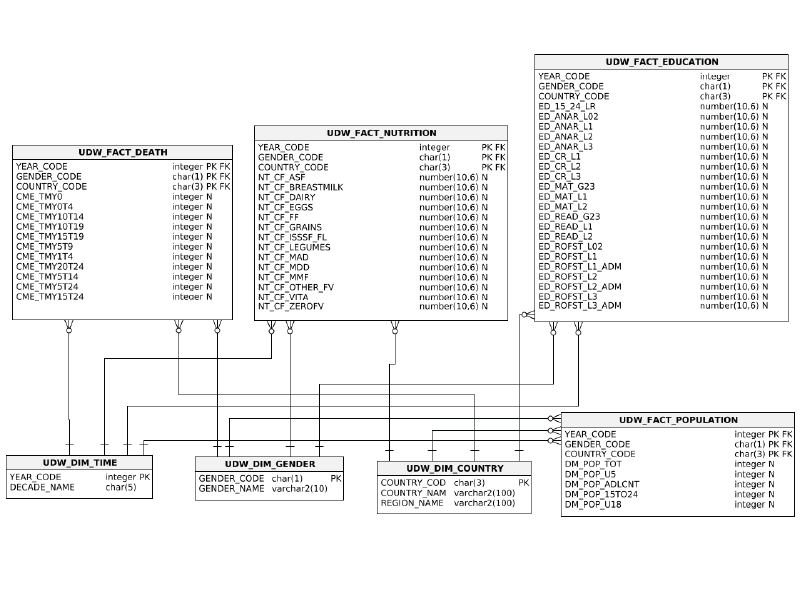 UDW_FACT_EDUCATION
YEAR_CODE integer PK FK
GENDER_CODE char(1) PK FK
COUNTRY_CODE char(3) PK FK
ED_15_24_LR number(10,6) N
ED_ANAR_L02 number(10,6) N
ED_ANAR_L1 number(10,6) N
ED_ANAR_L2 number(10,6) N
ED_ANAR_L3 number(10,6) N
ED_CR_L1 number(10,6) N
ED_CR_L2 number(10,6) N
ED_CR_L3 number(10,6) N
ED_MAT_G23 number(10,6) N
ED_MAT_L1 number(10,6) N
ED_MAT_L2 number(10,6) N
ED_READ_G23 number(10,6) N
ED_READ_L1 number(10,6) N
ED_READ_L2 number(10,6) N
ED_ROFST_L02 number(10,6) N
ED_ROFST_L1 number(10,6) N
ED_ROFST_L1_ADM number(10,6) N
ED_ROFST_L2 number(10,6) N
ED_ROFST_L2_ADM number(10,6) N
ED_ROFST_L3 number(10,6) N
ED_ROFST_L3_ADM number(10,6) N
UDW_FACT_NUTRITION
YEAR_CODE integer PK FK
GENDER_CODE char(1) PK FK
COUNTRY_CODE char(3) PK FK
NT_CF_ASF number(10,6) N
NT_CF_BREASTMILK number(10,6) N
NT_CF_DAIRY number(10,6) N
NT_CF_EGGS number(10,6) N
NT_CF_FF number(10,6) N
NT_CF_GRAINS number(10,6) N
NT_CF_ISSSF_FL number(10,6) N
NT_CF_LEGUMES number(10,6) N
NT_CF_MAD number(10,6) N
NT_CF_MDD number(10,6) N
NT_CF_MMF number(10,6) N
NT_CF_OTHER_FV number(10,6) N
NT_CF_VITA number(10,6) N
NT_CF_ZEROFV number(10,6) N
UDW_FACT_DEATH
YEAR_CODE integer PK FK
GENDER_CODE char(1) PK FK
COUNTRY_CODE char(3) PK FK
CME_TMY0 integer N
CME_TMY0T4 integer N
CME_TMY10T14 integer N
CME_TMY10T19 integer N
CME_TMY15T19 integer N
CME_TMY5T9 integer N
CME_TMY1T4 integer N
CME_TMY20T24 integer N
CME_TMY5T14 integer N
CME_TMY5T24 integer N
CME_TMY15T24 integer N
UDW_FACT_POPULATION
YEAR_CODE integer PK FK
GENDER_CODE char(1) PK FK
COUNTRY_CODE char(3) PK FK
DM_POP_TOT integer N
DM_POP_U5 integer N
DM_POP_ADLCNT integer N
DM_POP_15TO24 integer N
DM_POP_U18 integer N
UDW_DIM_TIME
YEAR_CODE integer PK
DECADE_NAME char(5)
UDW_DIM_GENDER
GENDER_CODE char(1) PK
GENDER_NAME varchar2(10)
UDW_DIM_COUNTRY
COUNTRY_COD char(3) PK
COUNTRY_NAM varchar2(100)
REGION_NAME varchar2(100)